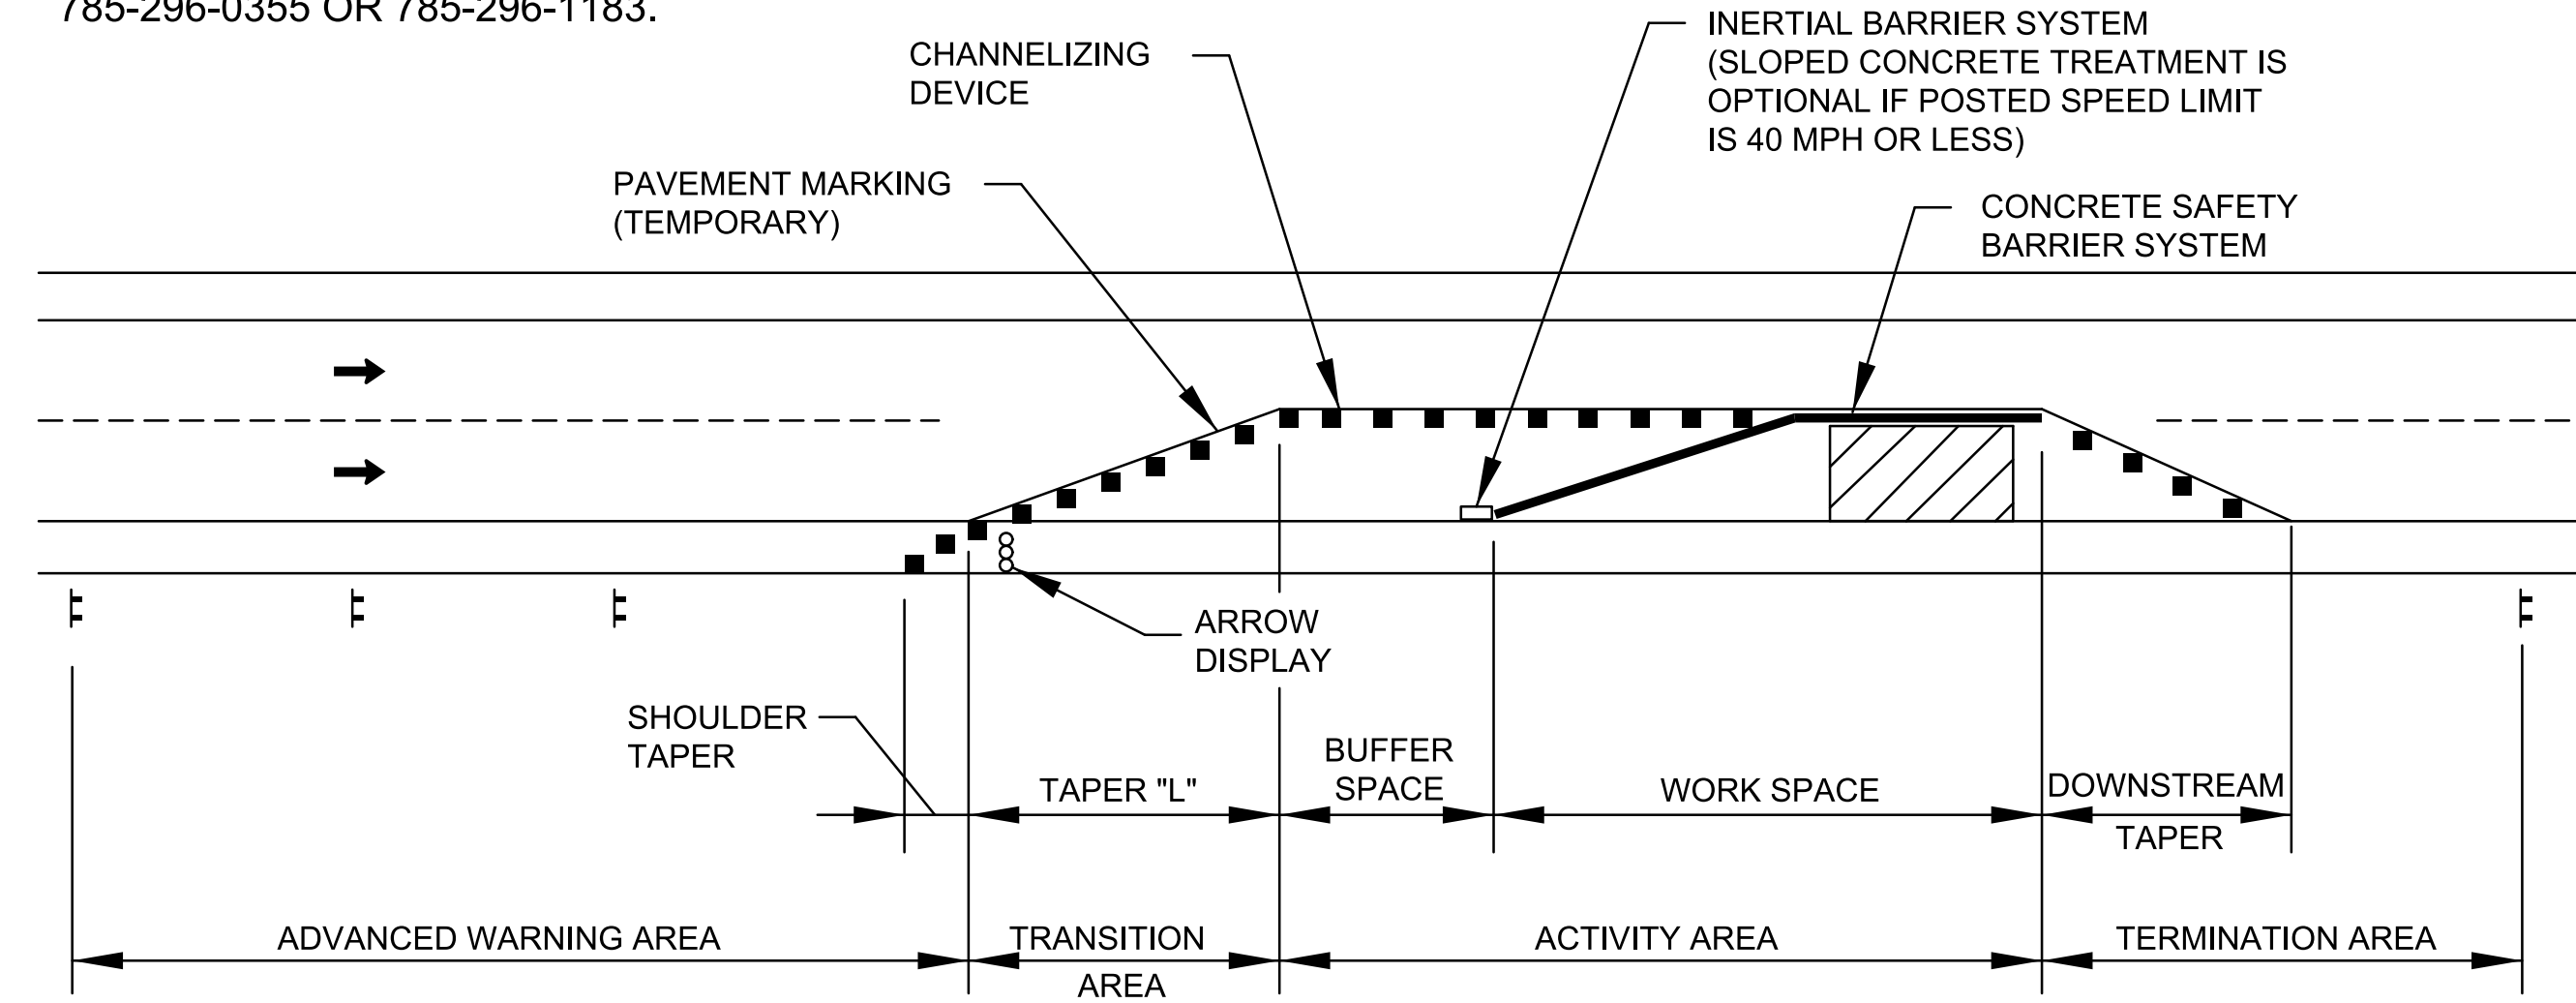 785-296-0355 OR 785-296-1183.
INERTIAL BARRIER SYSTEM
(SLOPED CONCRETE TREATMENT IS
OPTIONAL IF POSTED SPEED LIMIT
IS 40 MPH OR LESS)
CHANNELIZING
DEVICE
PAVEMENT MARKING
(TEMPORARY)
CONCRETE SAFETY
BARRIER SYSTEM
ARROW
DISPLAY
SHOULDER
TAPER
TAPER "L"
BUFFER
SPACE
WORK SPACE
DOWNSTREAM
TAPER
ADVANCED WARNING AREA
TRANSITION
AREA
ACTIVITY AREA
TERMINATION AREA